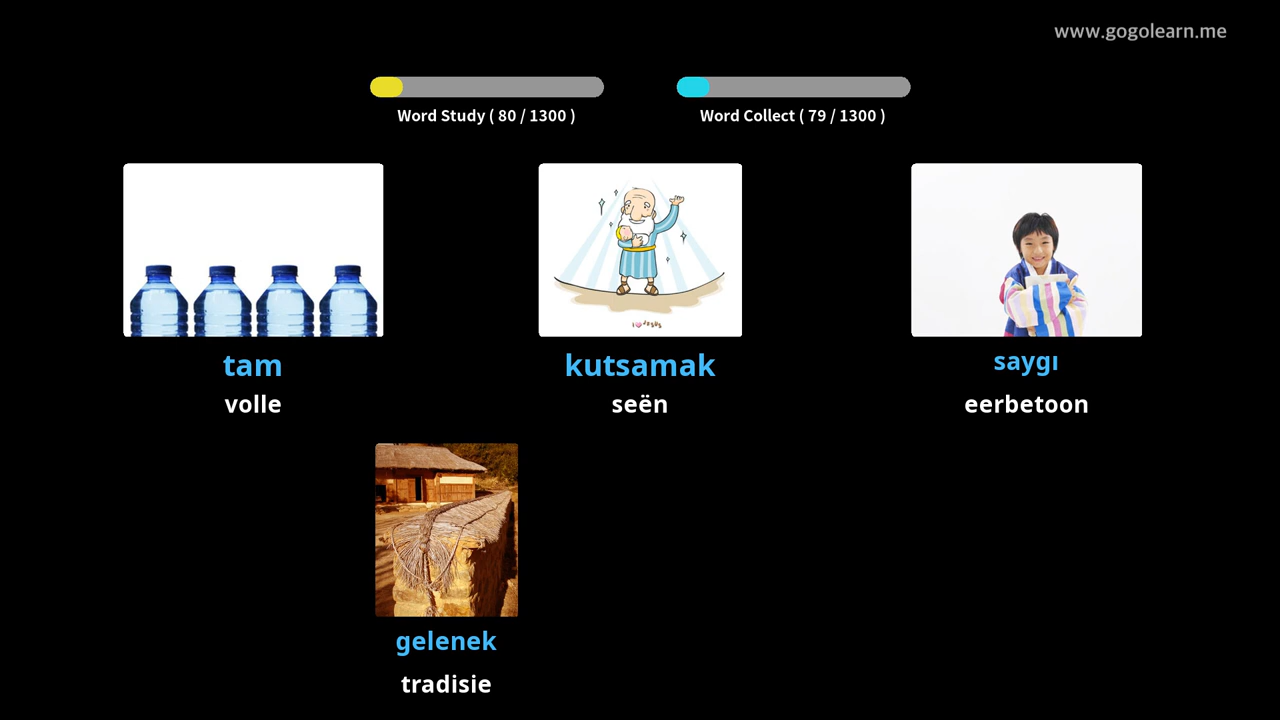 www.gogolearn.me
Word Study ( 80 / 1300 )
Word Collect ( 79 / 1300 )
I ♥ JESUS
tam
kutsamak
saygı
volle
seën
eerbetoon
gelenek
tradisie